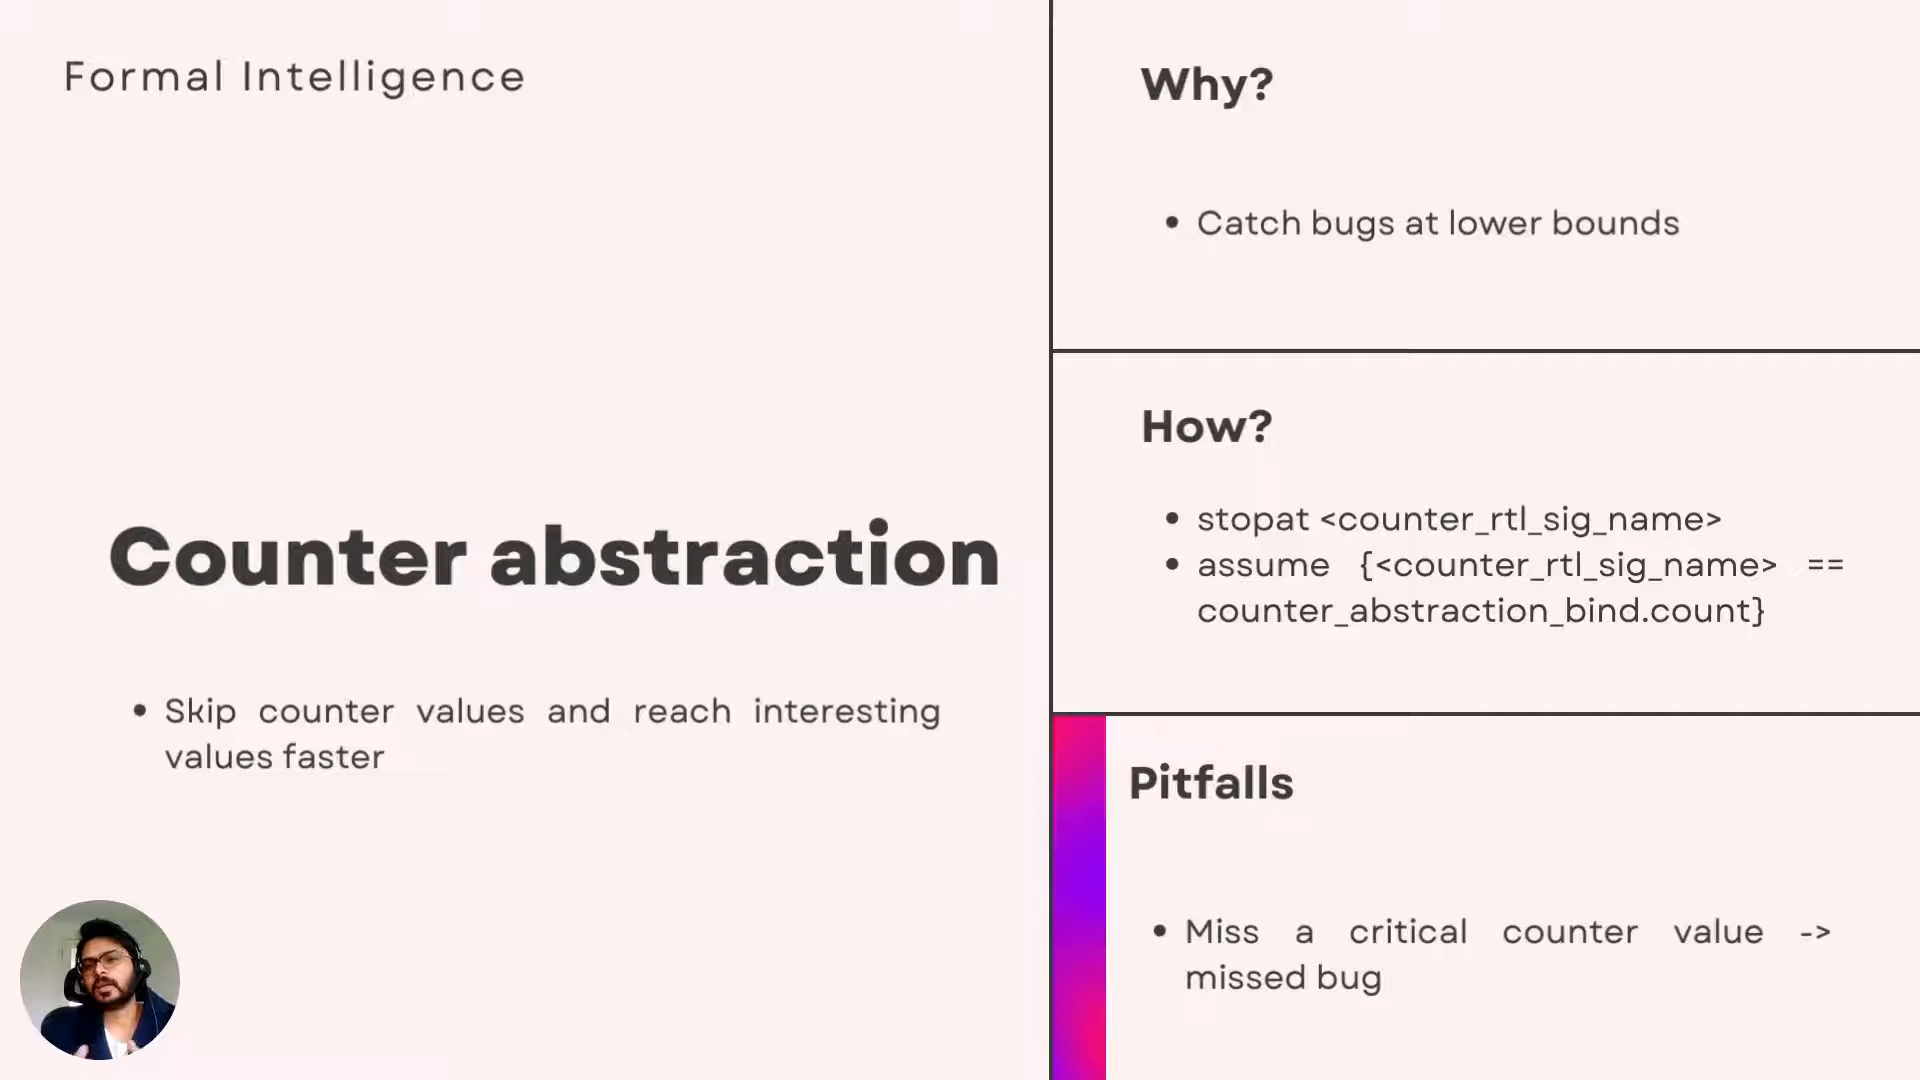 Formal Intelligence
Counter abstraction
• Skip counter values and reach interesting
values faster
Why?
• Catch bugs at lower bounds
How?
• stopat <counter_rtl_sig_name>
• assume {<counter_rtl_sig_name> ==
counter_abstraction_bind.count}
Pitfalls
• Miss a critical counter value ->
missed bug